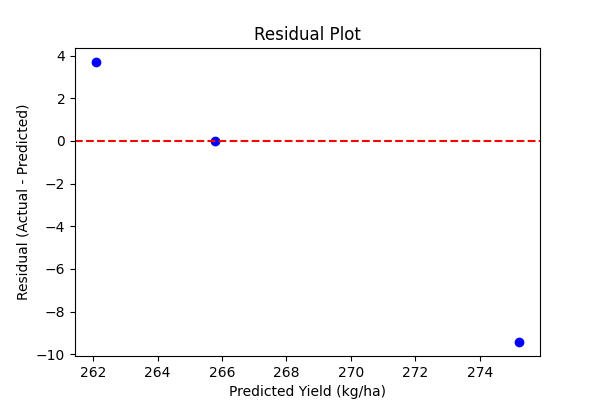 Residual Plot
4
2
0
−2
−4
−6
−8
−10
Residual (Actual - Predicted)
262 264 266 268 270 272 274
Predicted Yield (kg/ha)